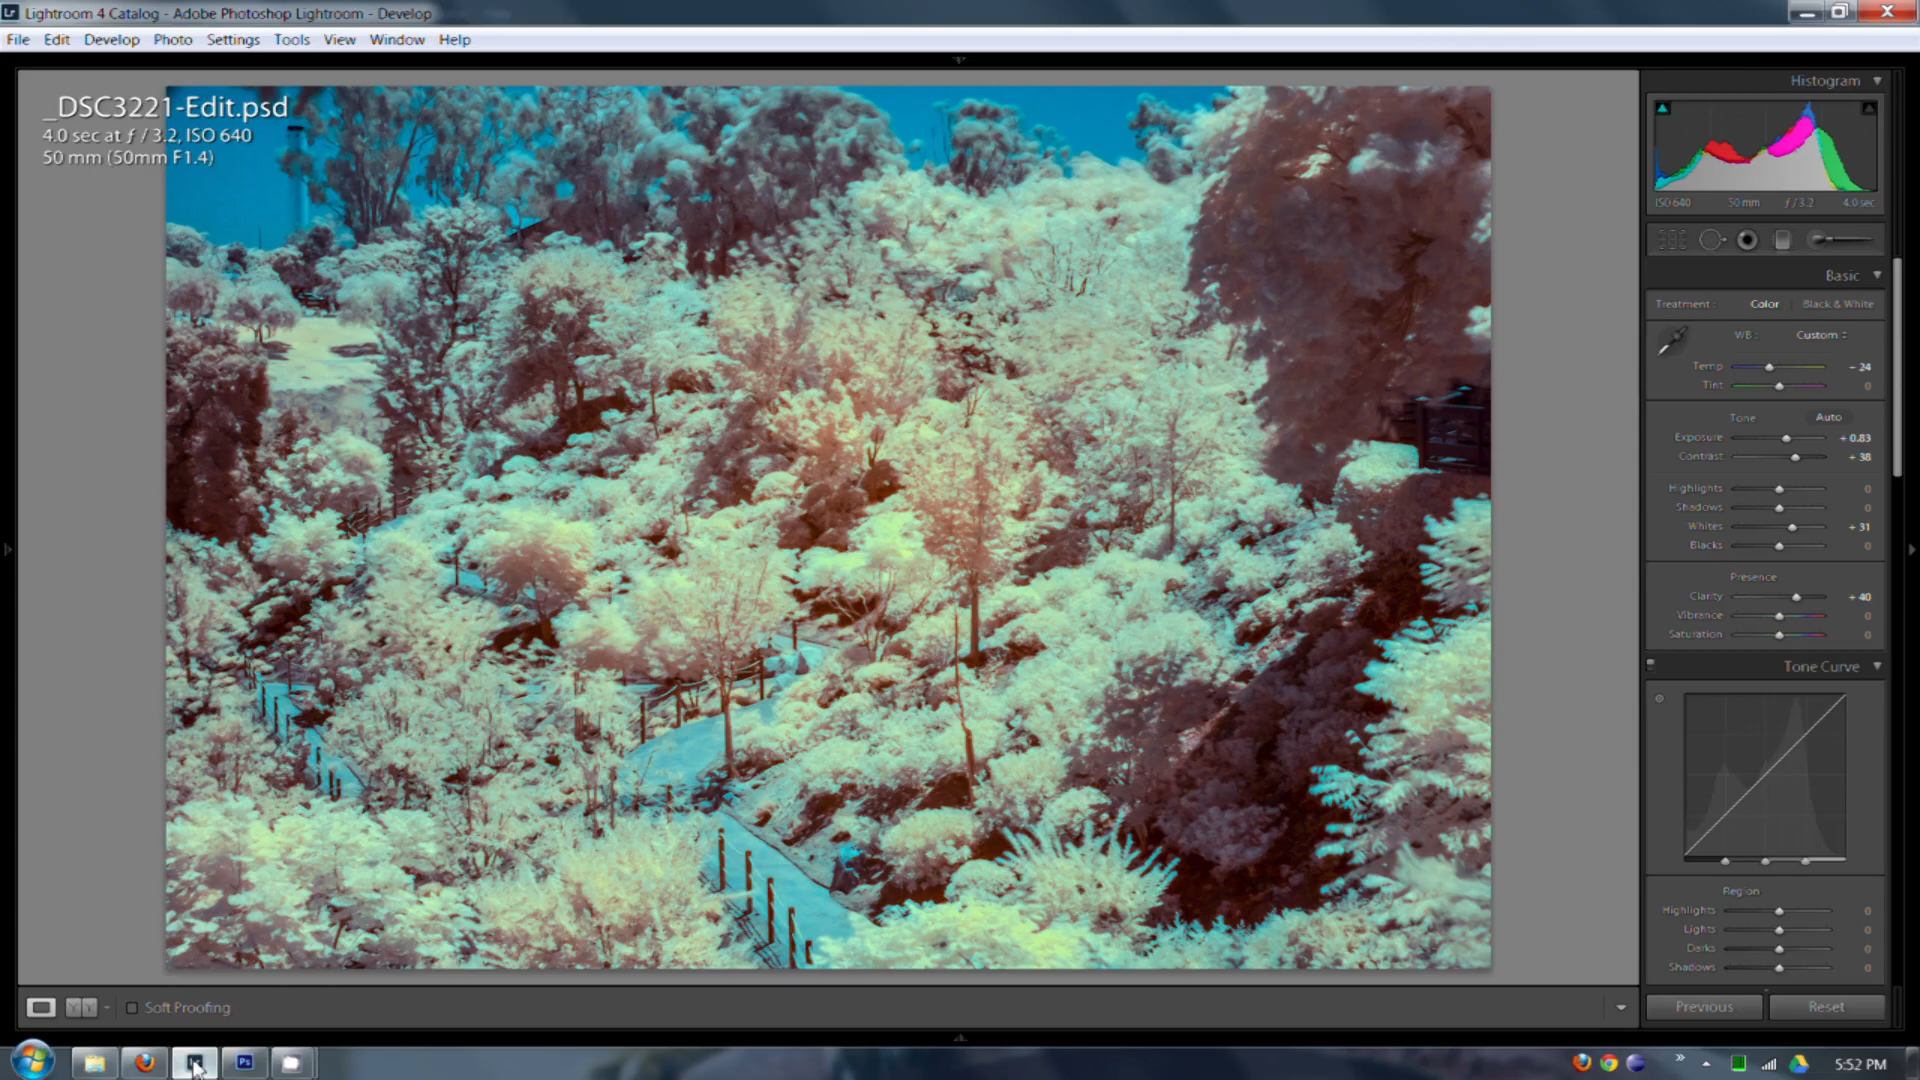 Lr Lightroom 4 Catalog - Adobe Photoshop Lightroom - Develop
File Edit Develop Photo Settings Tools View Window Help
_DSC3221-Edit.psd
4.0 sec at ƒ / 3.2, ISO 640
50 mm (50mm F1.4)
Histogram
ISO 640 50 mm ƒ / 3.2 4.0 sec
Basic
Treatment : Color Black & White
WB : Custom
Temp - 24
Tint 0
Tone Auto
Exposure + 0.83
Contrast + 38
Highlights 0
Shadows 0
Whites + 31
Blacks 0
Presence
Clarity + 40
Vibrance 0
Saturation 0
Tone Curve
Region
Highlights 0
Lights 0
Darks 0
Shadows 0
Previous Reset
Y Y Soft Proofing
Ps
5:52 PM